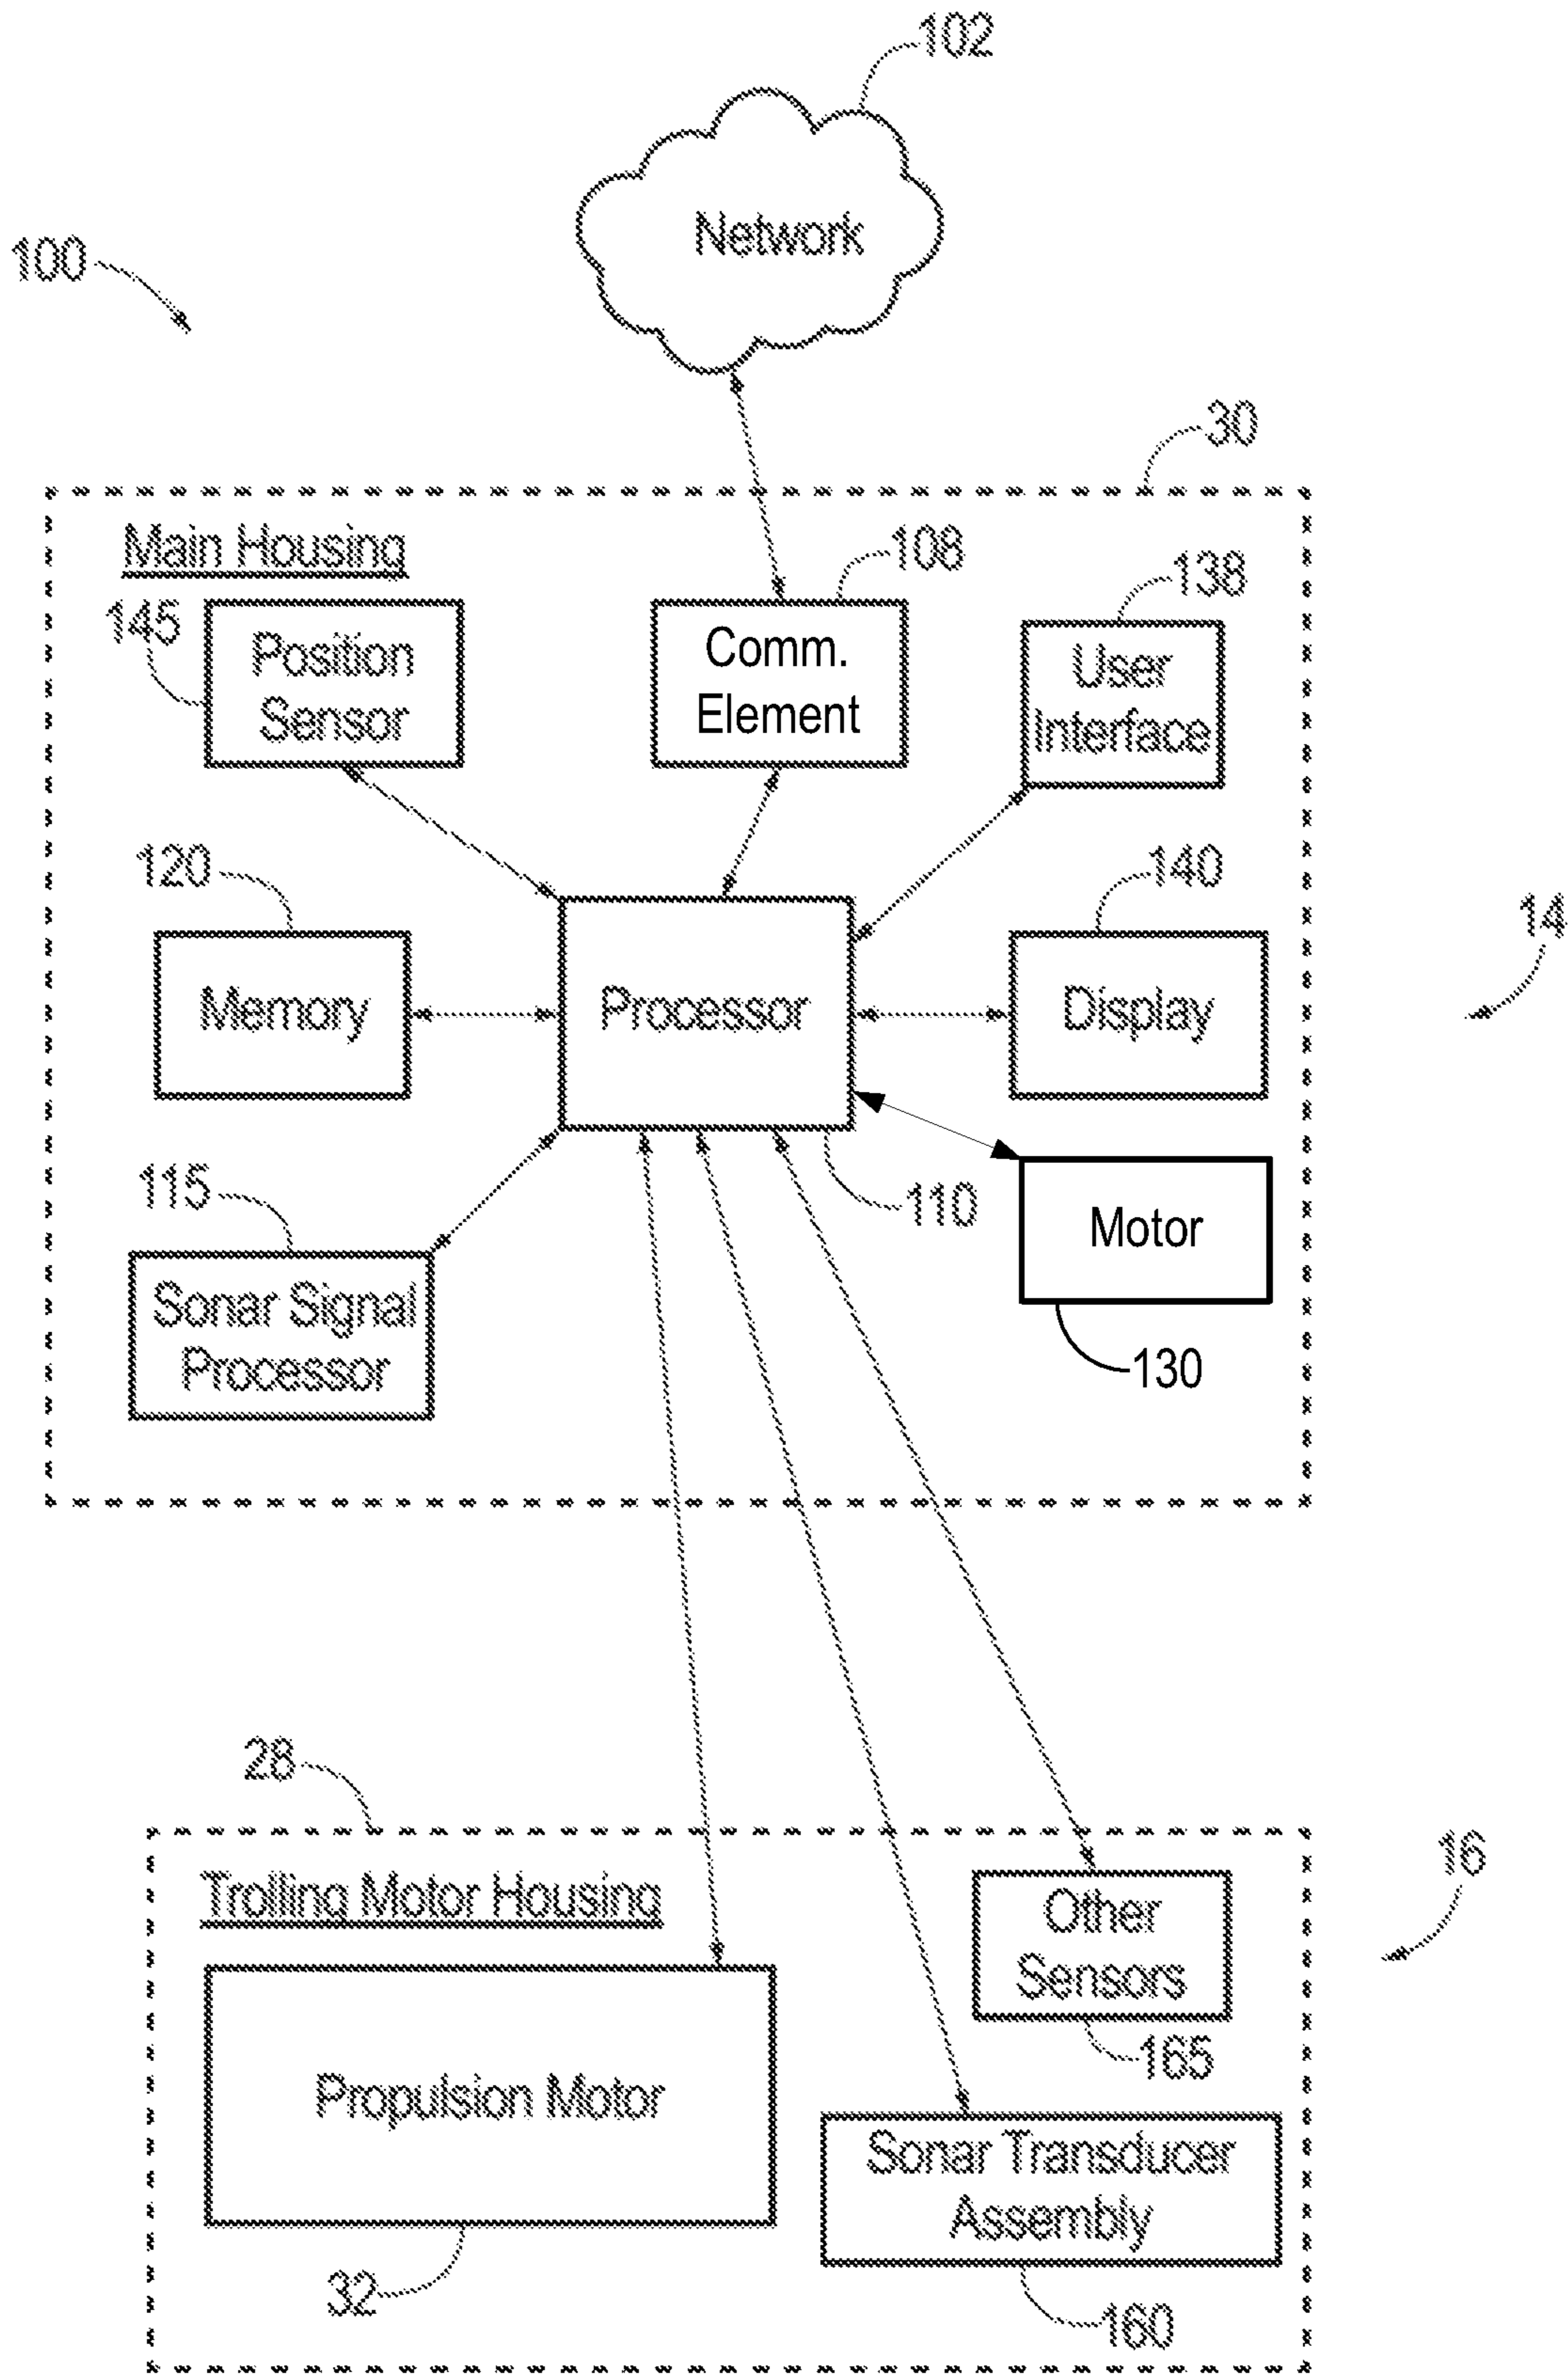 102
Network
100
30
Main Housing
108
138
145
Position
Sensor
Comm.
Element
User
Interface
120
140
14
Memory
Processor
Display
115
110
Motor
Sonar Signal
Processor
130
28
16
Trolling Motor Housing
Other
Sensors
165
Propulsion Motor
Sonar Transducer
Assembly
32
160